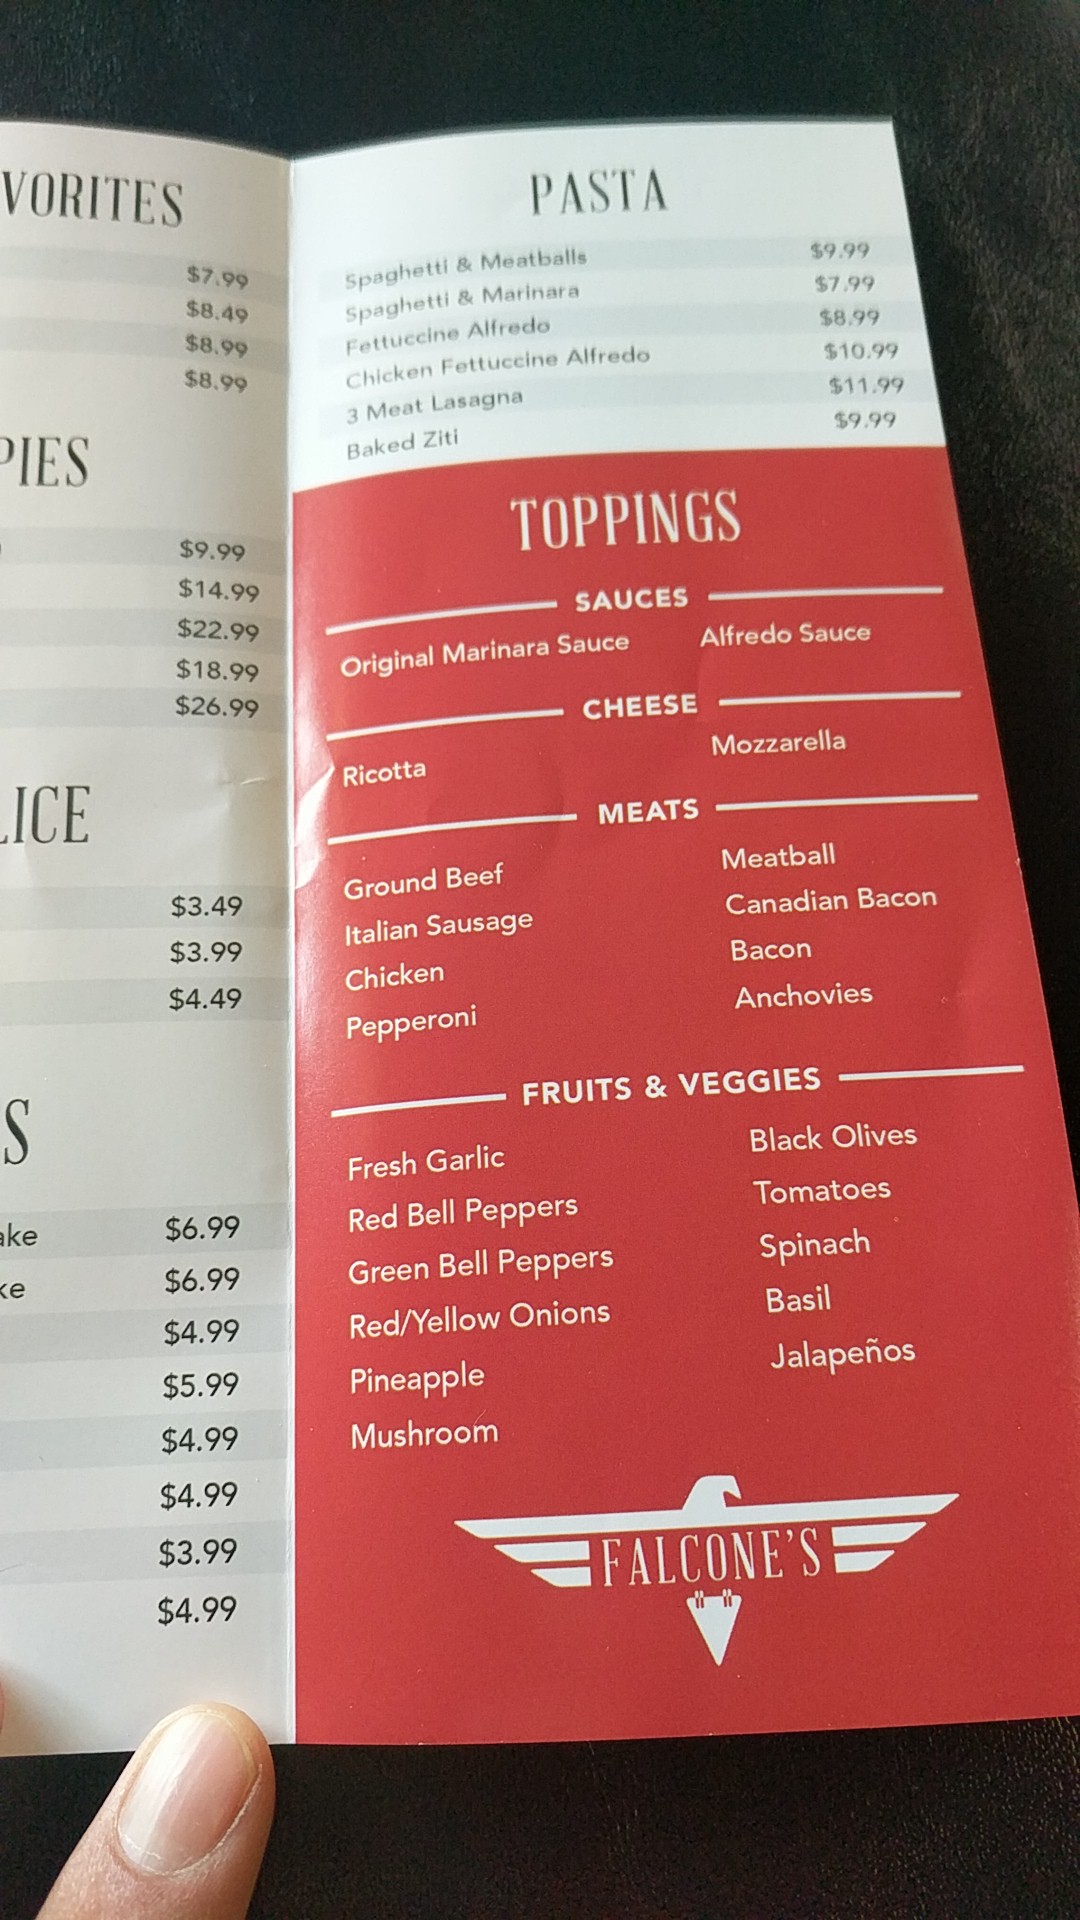 VORITES
$7.99
$8.49
$8.99
$8.99
PIES
$9.99
$14.99
$22.99
$18.99
$26.99
LICE
$3.49
$3.99
$4.49
S
ake $6.99
ke $6.99
$4.99
$5.99
$4.99
$4.99
$3.99
$4.99
PASTA
Spaghetti & Meatballs $9.99
Spaghetti & Marinara $7.99
Fettuccine Alfredo $8.99
Chicken Fettuccine Alfredo $10.99
3 Meat Lasagna $11.99
Baked Ziti $9.99
TOPPINGS
SAUCES
Original Marinara Sauce Alfredo Sauce
CHEESE
Ricotta Mozzarella
MEATS
Ground Beef Meatball
Italian Sausage Canadian Bacon
Chicken Bacon
Pepperoni Anchovies
FRUITS & VEGGIES
Fresh Garlic Black Olives
Red Bell Peppers Tomatoes
Green Bell Peppers Spinach
Red/Yellow Onions Basil
Pineapple Jalapeños
Mushroom
FALCONE'S